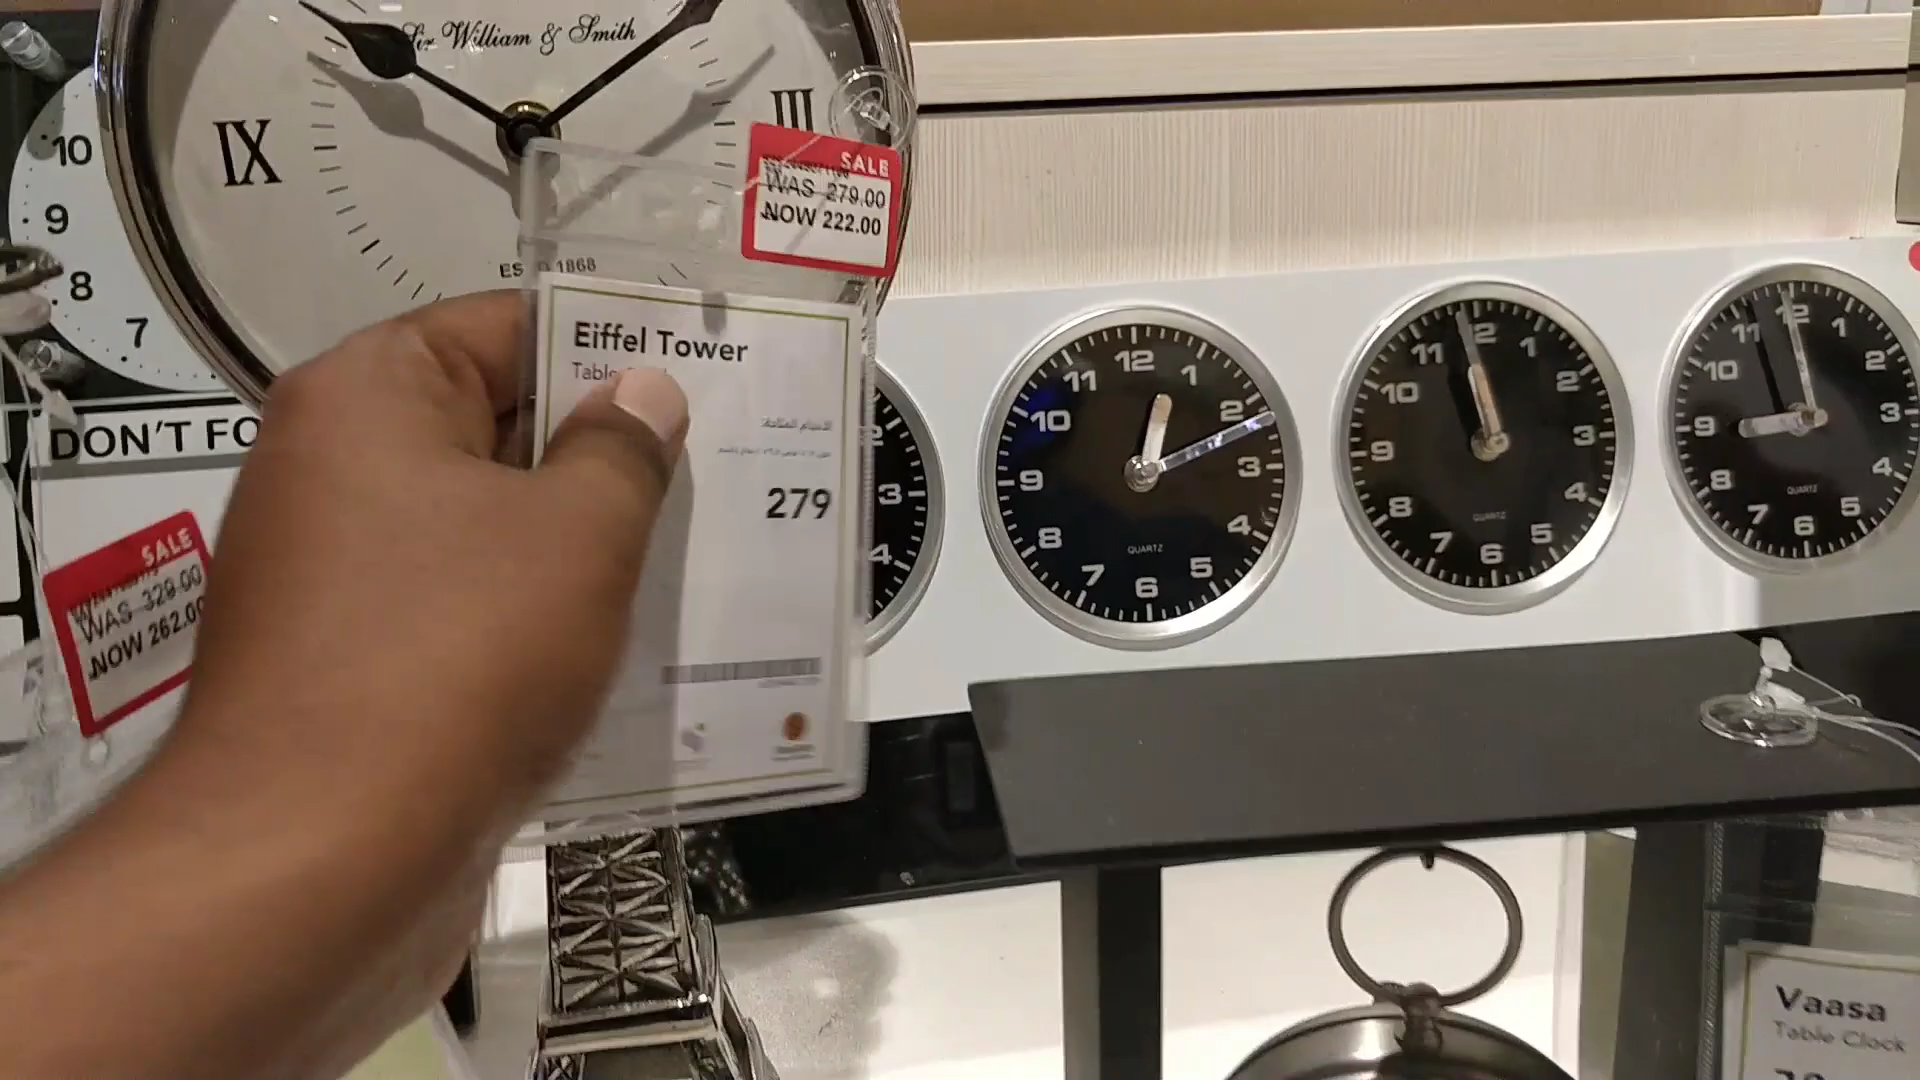 Sir William & Smith
IX
III
10
9
8
7
SALE
WAS 279.00
NOW 222.00
1868
Eiffel Tower
279
DON'T FO
SALE
WAS 329.00
NOW 262.00
2
3
4
12
1
2
3
4
5
6
7
8
9
10
11
QUARTZ
12
1
2
3
4
5
6
7
8
9
10
11
QUARTZ
12
1
2
3
4
5
6
7
8
9
10
11
QUARTZ
Vaasa
Table Clock